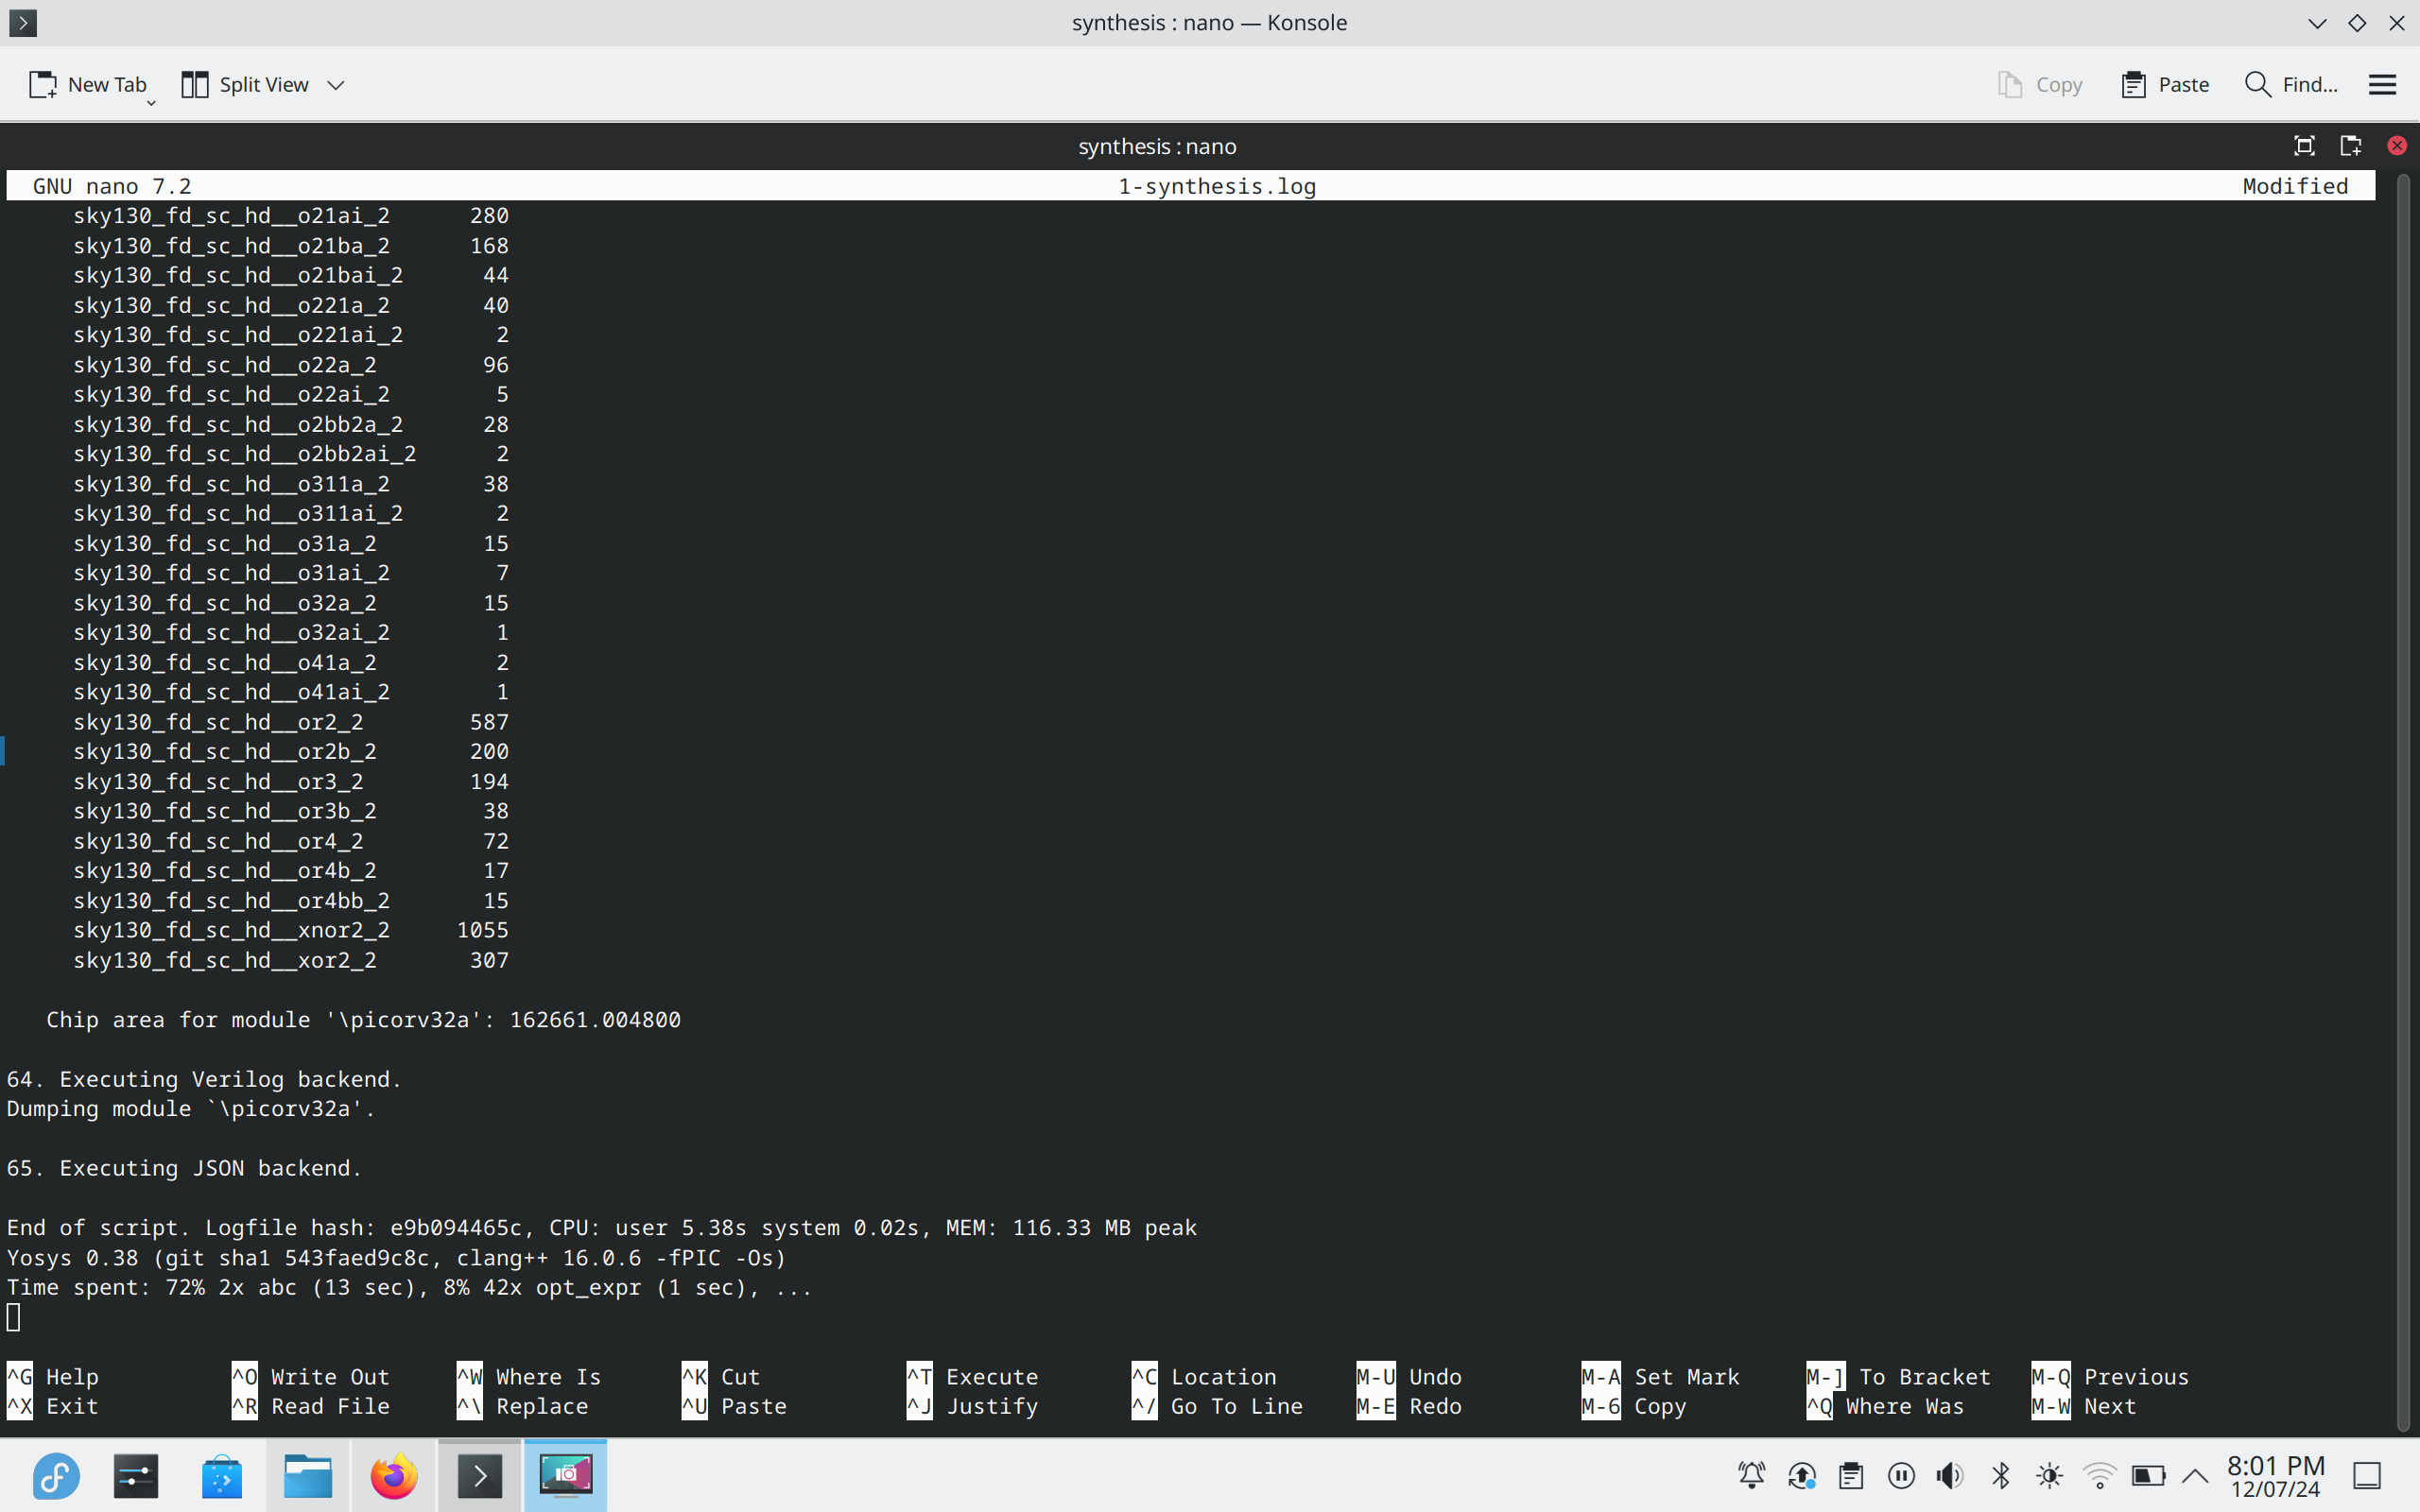 synthesis : nano — Konsole
New Tab Split View Copy Paste Find...
synthesis : nano
GNU nano 7.2 1-synthesis.log Modified
sky130_fd_sc_hd__o21ai_2 280
sky130_fd_sc_hd__o21ba_2 168
sky130_fd_sc_hd__o21bai_2 44
sky130_fd_sc_hd__o221a_2 40
sky130_fd_sc_hd__o221ai_2 2
sky130_fd_sc_hd__o22a_2 96
sky130_fd_sc_hd__o22ai_2 5
sky130_fd_sc_hd__o2bb2a_2 28
sky130_fd_sc_hd__o2bb2ai_2 2
sky130_fd_sc_hd__o311a_2 38
sky130_fd_sc_hd__o311ai_2 2
sky130_fd_sc_hd__o31a_2 15
sky130_fd_sc_hd__o31ai_2 7
sky130_fd_sc_hd__o32a_2 15
sky130_fd_sc_hd__o32ai_2 1
sky130_fd_sc_hd__o41a_2 2
sky130_fd_sc_hd__o41ai_2 1
sky130_fd_sc_hd__or2_2 587
sky130_fd_sc_hd__or2b_2 200
sky130_fd_sc_hd__or3_2 194
sky130_fd_sc_hd__or3b_2 38
sky130_fd_sc_hd__or4_2 72
sky130_fd_sc_hd__or4b_2 17
sky130_fd_sc_hd__or4bb_2 15
sky130_fd_sc_hd__xnor2_2 1055
sky130_fd_sc_hd__xor2_2 307
Chip area for module '\picorv32a': 162661.004800
64. Executing Verilog backend.
Dumping module `\picorv32a'.
65. Executing JSON backend.
End of script. Logfile hash: e9b094465c, CPU: user 5.38s system 0.02s, MEM: 116.33 MB peak
Yosys 0.38 (git sha1 543faed9c8c, clang++ 16.0.6 -fPIC -Os)
Time spent: 72% 2x abc (13 sec), 8% 42x opt_expr (1 sec), ...
^G Help ^O Write Out ^W Where Is ^K Cut ^T Execute ^C Location M-U Undo M-A Set Mark M-] To Bracket M-Q Previous
^X Exit ^R Read File ^\ Replace ^U Paste ^J Justify ^/ Go To Line M-E Redo M-6 Copy ^Q Where Was M-W Next
8:01 PM
12/07/24